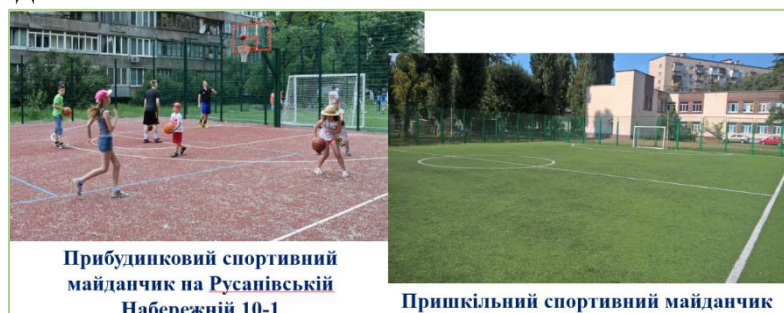 Прибудинковий спортивний
майданчик на Русанівській
Набережній 10-1
Пришкільний спортивний майданчик